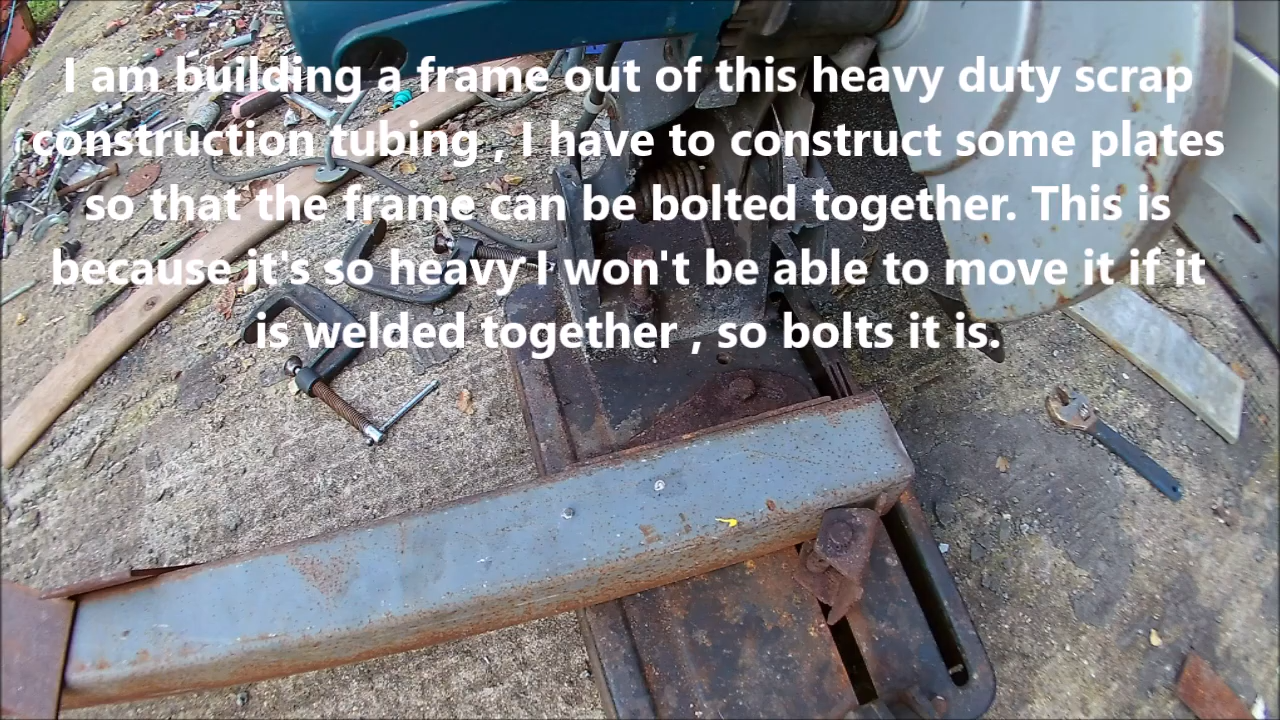 I am building a frame out of this heavy duty scrap
construction tubing , I have to construct some plates
so that the frame can be bolted together. This is
because it's so heavy I won't be able to move it if it
is welded together , so bolts it is.